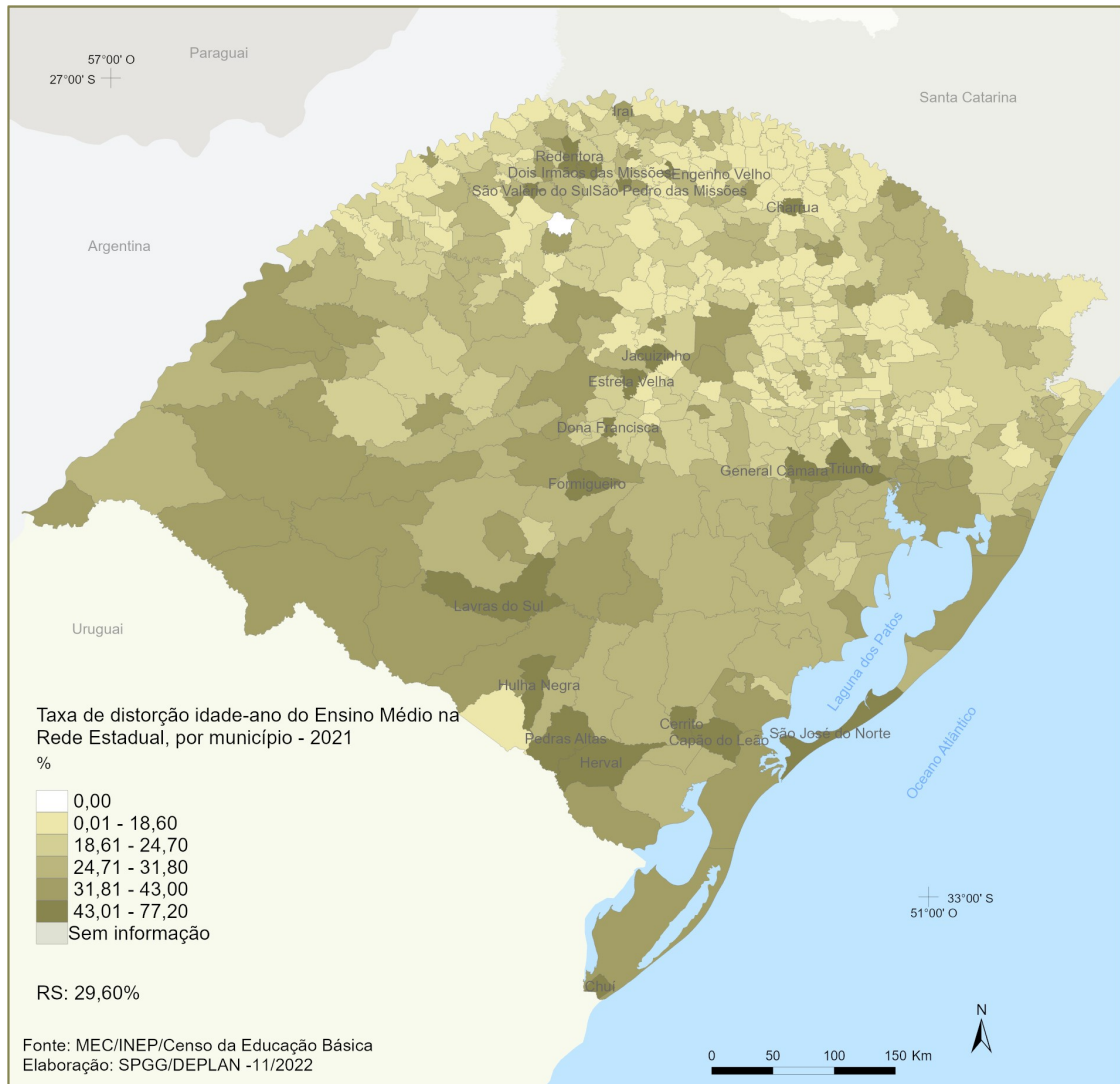 Paraguai
57°00' O
27°00' S
Santa Catarina
Argentina
Iraí
Redentora
Dois Irmãos das Missões
Engenho Velho
São Valério do Sul
São Pedro das Missões
Charrua
Jacuizinho
Estrela Velha
Dona Francisca
General Câmara
Triunfo
Formigueiro
Lavras do Sul
Uruguai
Laguna dos Patos
Hulha Negra
Cerrito
São José do Norte
Pedras Altas
Capão do Leão
Herval
Oceano Atlântico
Chuí
33°00' S
51°00' O
Taxa de distorção idade-ano do Ensino Médio na
Rede Estadual, por município - 2021
%
0,00
0,01 - 18,60
18,61 - 24,70
24,71 - 31,80
31,81 - 43,00
43,01 - 77,20
Sem informação
RS: 29,60%
Fonte: MEC/INEP/Censo da Educação Básica
Elaboração: SPGG/DEPLAN -11/2022
N
0 50 100 150 Km